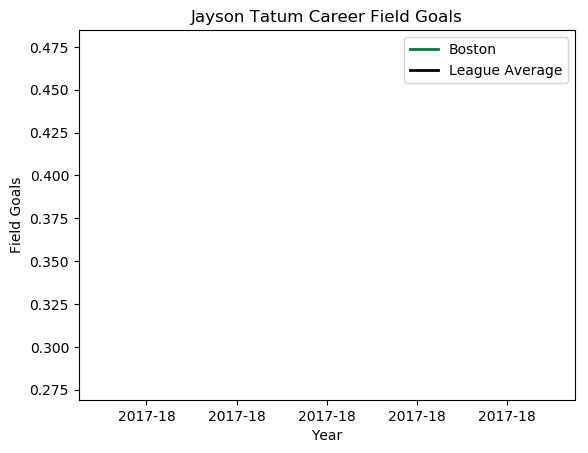 Jayson Tatum Career Field Goals
Boston
League Average
0.475
0.450
0.425
0.400
0.375
0.350
0.325
0.300
0.275
Field Goals
2017-18 2017-18 2017-18 2017-18 2017-18
Year